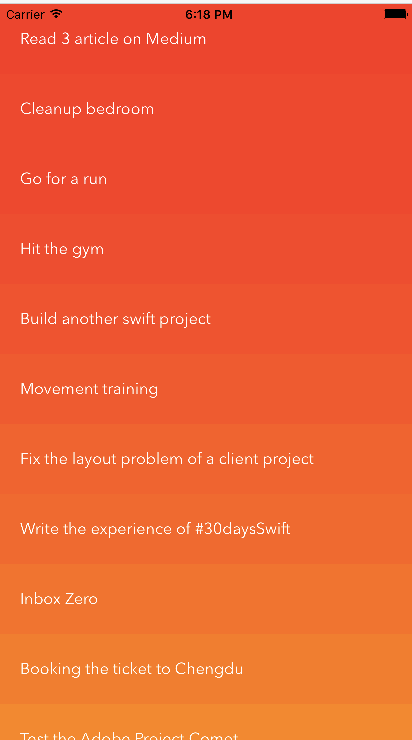 Carrier 6:18 PM
Read 3 article on Medium
Cleanup bedroom
Go for a run
Hit the gym
Build another swift project
Movement training
Fix the layout problem of a client project
Write the experience of #30daysSwift
Inbox Zero
Booking the ticket to Chengdu
Test the Adobe Project Comet